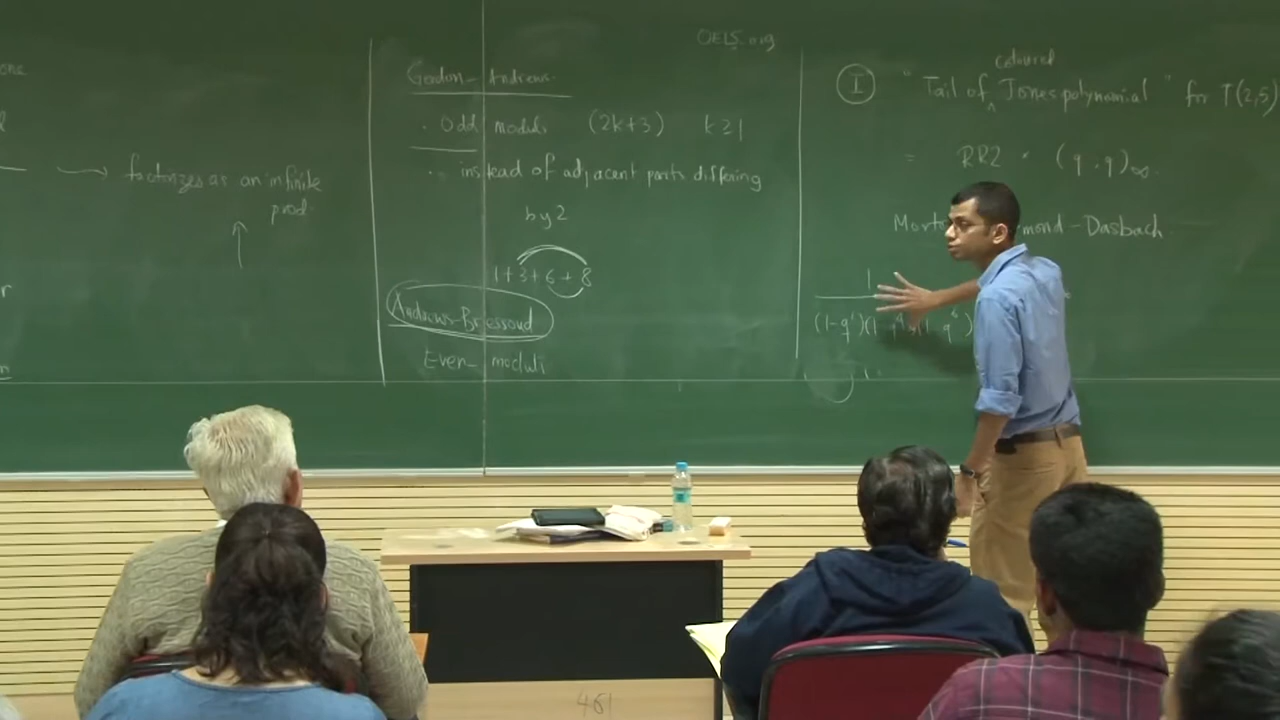 factorizes as an infinite
prod.
Gordon-Andrews.
. Odd moduli (2k+3) k≥1
.. instead of adjacent parts differing
by 2
1+3+6+8
Andrews-Bressoud
Even-moduli
OEIS.org
I "Tail of ^ coloured Jones polynomial" for T(2,5)
= RR2 · (q;q)∞.
Dasbach
1
461